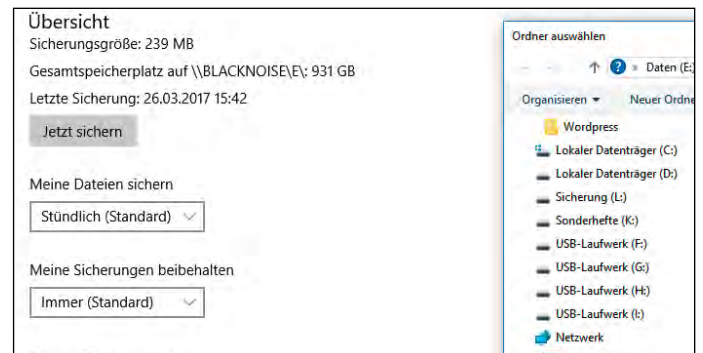 Übersicht
Sicherungsgröße: 239 MB
Gesamtspeicherplatz auf \\BLACKNOISE\E\: 931 GB
Letzte Sicherung: 26.03.2017 15:42
Jetzt sichern
Meine Dateien sichern
Stündlich (Standard)
Meine Sicherungen beibehalten
Immer (Standard)
Ordner auswählen
» Daten (E:
Organisieren
Neuer Ordne
Wordpress
Lokaler Datenträger (C:)
Lokaler Datenträger (D:)
Sicherung (L:)
Sonderhefte (K:)
USB-Laufwerk (F:)
USB-Laufwerk (G:)
USB-Laufwerk (H:)
USB-Laufwerk (I:)
Netzwerk